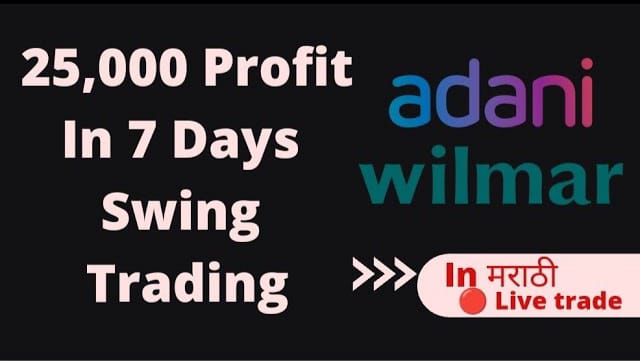 25,000 Profit
In 7 Days
Swing
Trading
adani
wilmar
>>>
In मराठी
🔴 Live trade